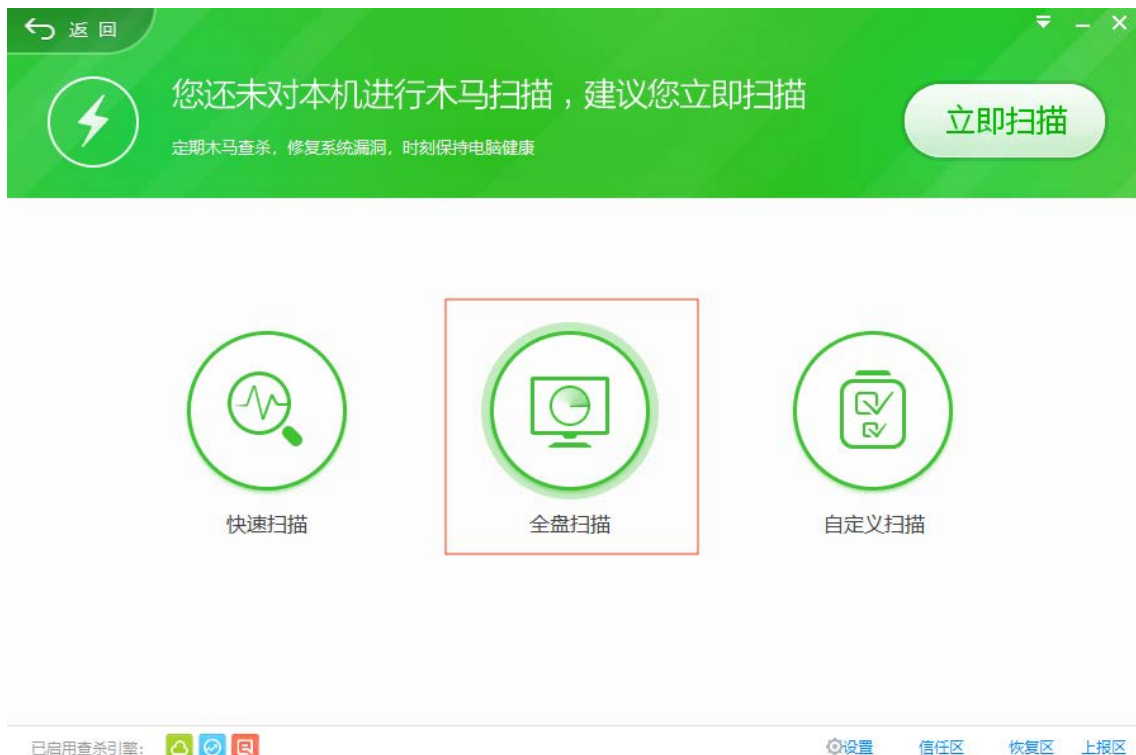 返回
您还未对本机进行木马扫描，建议您立即扫描
立即扫描
定期木马查杀，修复系统漏洞，时刻保持电脑健康
快速扫描
全盘扫描
自定义扫描
已启用查杀引擎：
设置
信任区
恢复区
上报区